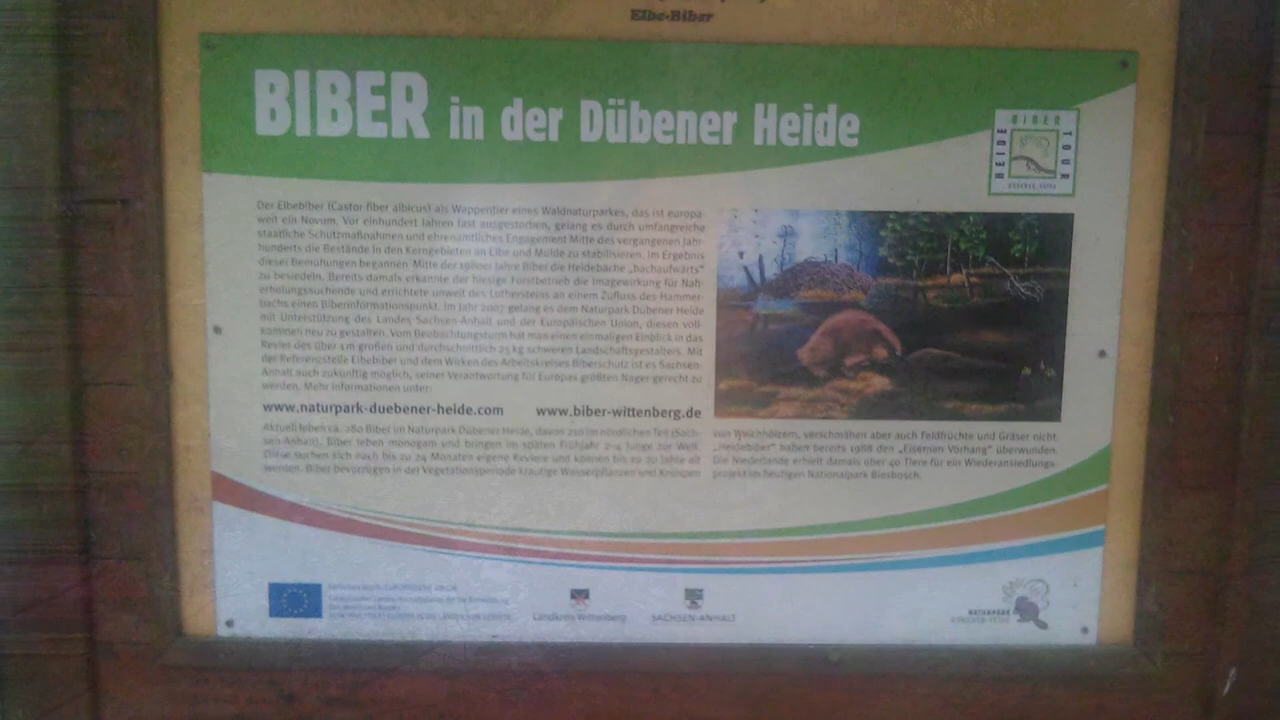 Elbe-Biber
BIBER in der Dübener Heide
BIBER
HEIDE
TOUR
Der Elbebiber (Castor fiber albicus) als Wappentier eines Waldnaturparkes, das ist europa-
weit ein Novum. Vor einhundert Jahren fast ausgestorben, gelang es durch umfangreiche
staatliche Schutzmaßnahmen und ehrenamtliches Engagement Mitte des vergangenen Jahr-
hunderts die Bestände in den Kerngebieten an Elbe und Mulde zu stabilisieren. Im Ergebnis
dieser Bemühungen begannen Mitte der Jahre Biber die Heidebäche „bachaufwärts“
zu besiedeln. Bereits damals erkannte der hiesige Forstbetrieb die Imagewirkung für Nah-
erholungssuchende und errichtete unweit des Luthersteins an einem Zufluss des Hammer-
bachs einen Biberinformationspunkt. Im Jahr 2007 gelang es dem Naturpark Dübener Heide
mit Unterstützung des Landes Sachsen-Anhalt und der Europäischen Union, diesen voll-
kommen neu zu gestalten. Vom Beobachtungsturm hat man einen einmaligen Einblick in das
Revier des über 1m großen und durchschnittlich 25 kg schweren Landschaftsgestalters. Mit
der Referenzstelle Elbebiber und dem Wirken des Arbeitskreises Biberschutz ist es Sachsen-
Anhalt auch zukünftig möglich, seiner Verantwortung für Europas größten Nager gerecht zu
werden. Mehr Informationen unter:
www.naturpark-duebener-heide.com www.biber-wittenberg.de
Aktuell leben ca. 280 Biber im Naturpark Dübener Heide, davon 210 im nördlichen Teil (Sach-
sen-Anhalt). Biber leben monogam und bringen im späten Frühjahr 2-4 Junge zur Welt.
Diese suchen sich nach bis zu 24 Monaten eigene Reviere und können bis zu 20 Jahre alt
werden. Biber bevorzugen in der Vegetationsperiode krautige Wasserpflanzen und Knospen
von Weichhölzern, verschmähen aber auch Feldfrüchte und Gräser nicht.
„Heidebiber“ haben bereits 1988 den „Eisernen Vorhang“ überwunden.
Die Niederlande erhielt damals über 40 Tiere für ein Wiederansiedlungs-
projekt im heutigen Nationalpark Biesbosch.
Landkreis Wittenberg
SACHSEN-ANHALT
NATURPARK
DÜBENER HEIDE